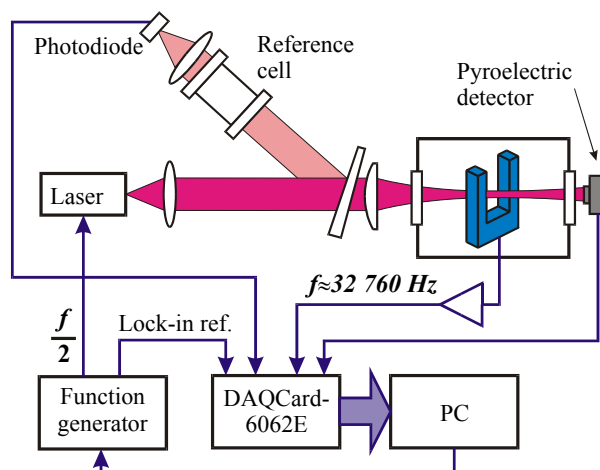 Photodiode
Reference
cell
Pyroelectric
detector
Laser
f≈32 760 Hz
f
2
Lock-in ref.
Function
generator
DAQCard-
6062E
PC